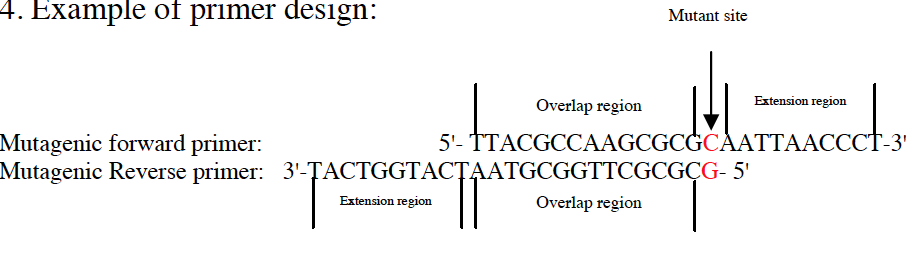 4. Example of primer design:
Mutant site
Overlap region
Extension region
Mutagenic forward primer: 5'- TTACGCCAAGCGCGCAATTAACCCT-3'
Mutagenic Reverse primer: 3'-TACTGGTACTAATGCGGTTCGCGCG- 5'
Extension region
Overlap region